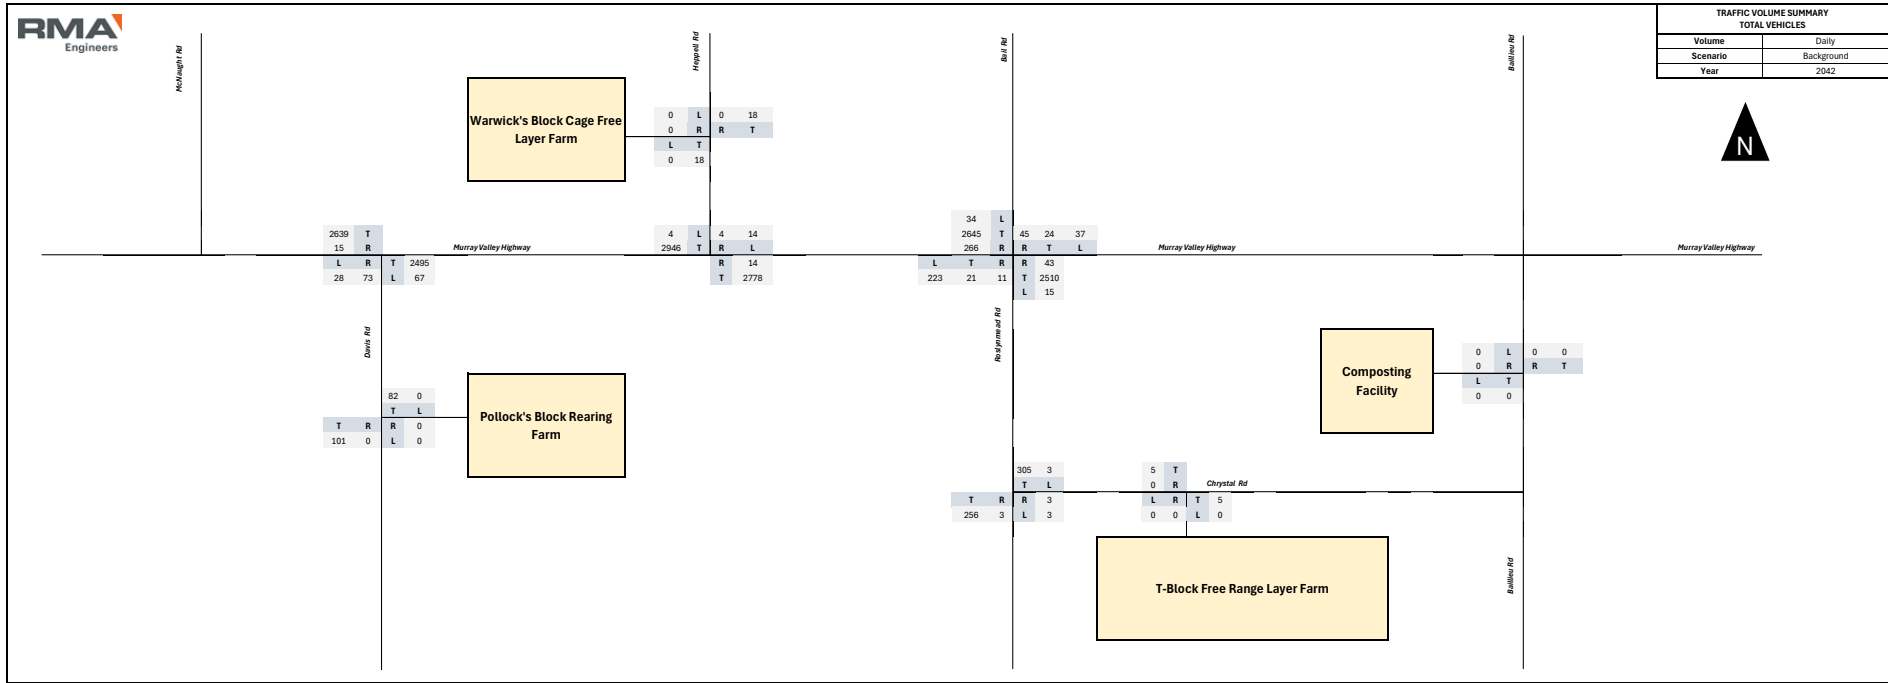 RMA
Engineers
TRAFFIC VOLUME SUMMARY
TOTAL VEHICLES
Volume Daily
Scenario Background
Year 2042
McNaught Rd
Heppell Rd
Ball Rd
Baillieu Rd
N
Warwick's Block Cage Free
Layer Farm
0 L 0 18
0 R R T
L T
0 18
2639 T
15 R
L R T 2495
28 73 L 67
Murray Valley Highway
4 L 4 14
2946 T R L
R 14
T 2778
34 L
2645 T 45 24 37
266 R R T L
L T R R 43
223 21 11 T 2510
L 15
Murray Valley Highway
Murray Valley Highway
Davis Rd
Roslynmead Rd
82 0
T L
T R R 0
101 0 L 0
Pollock's Block Rearing
Farm
Composting
Facility
0 L 0 0
0 R R T
L T
0 0
305 3
T L
T R R 3
256 3 L 3
5 T
0 R
L R T 5
0 0 L 0
Chrystal Rd
T-Block Free Range Layer Farm
Baillieu Rd